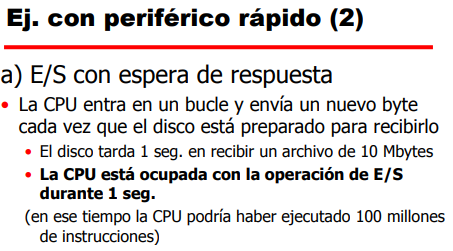 Ej. con periférico rápido (2)
a) E/S con espera de respuesta
• La CPU entra en un bucle y envía un nuevo byte
cada vez que el disco está preparado para recibirlo
• El disco tarda 1 seg. en recibir un archivo de 10 Mbytes
• La CPU está ocupada con la operación de E/S
durante 1 seg.
(en ese tiempo la CPU podría haber ejecutado 100 millones
de instrucciones)